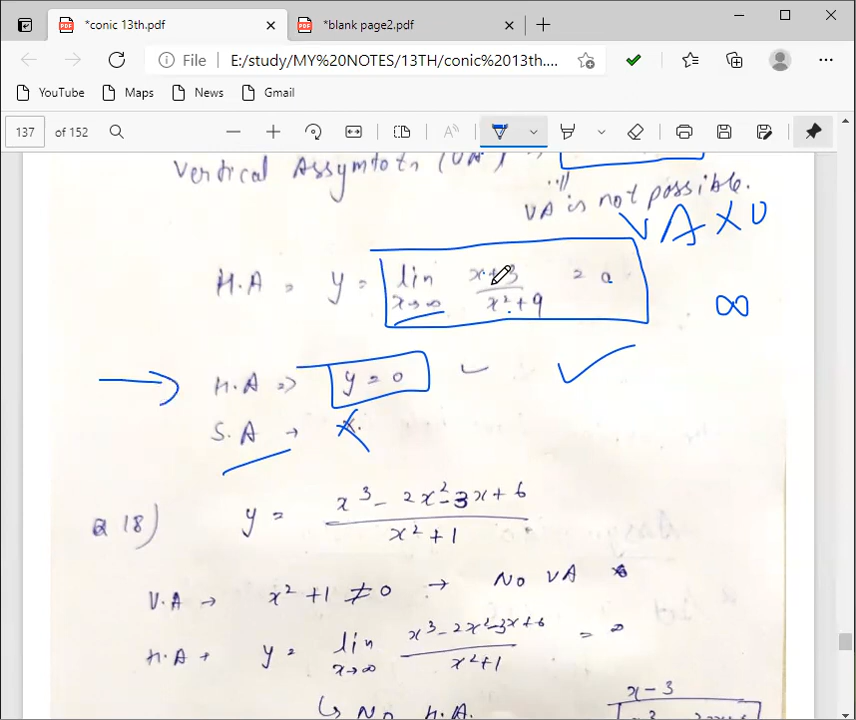 *conic 13th.pdf
*blank page2.pdf
File E:/study/MY%20NOTES/13TH/conic%2013th....
YouTube Maps News Gmail
137 of 152
Vertical Assymtotn (VA)
VA is not possible.
VA x 0
H.A = y = lim x→∞ x+3 / x²+9 = 0
∞
H.A ⇒ y = 0
S.A → x
Q 18) y = x³ - 2x² - 3x + 6 / x² + 1
V.A → x² + 1 ≠ 0 → No VA
H.A → y = lim x→∞ x³ - 2x² - 3x + 6 / x² + 1 = ∞
↳ No H.A.
x - 3